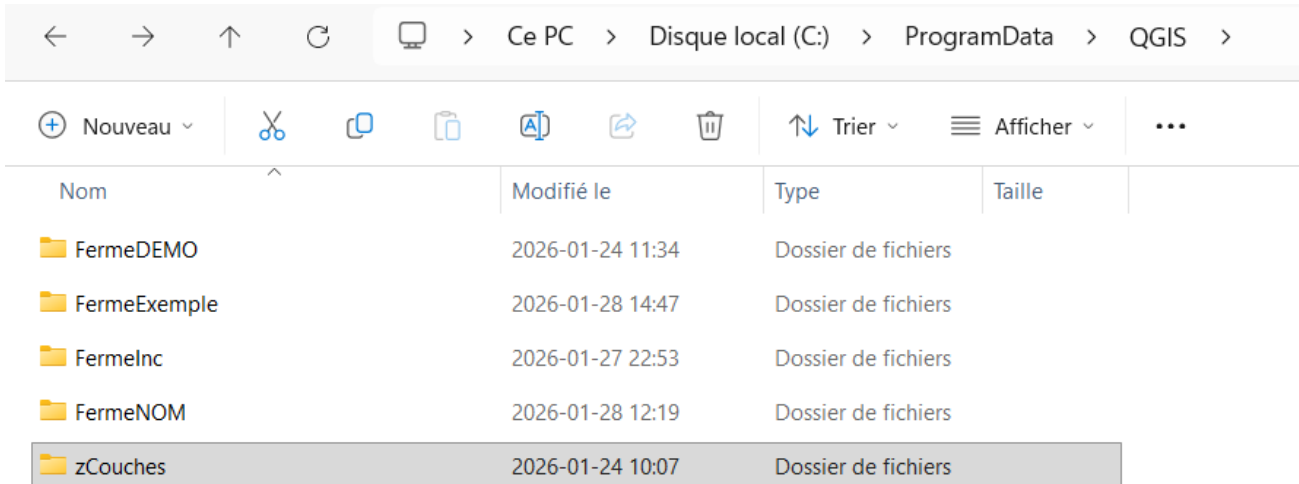 Ce PC > Disque local (C:) > ProgramData > QGIS >
Nouveau Trier Afficher ...
Nom Modifié le Type Taille
FermeDEMO 2026-01-24 11:34 Dossier de fichiers
FermeExemple 2026-01-28 14:47 Dossier de fichiers
FermeInc 2026-01-27 22:53 Dossier de fichiers
FermeNOM 2026-01-28 12:19 Dossier de fichiers
zCouches 2026-01-24 10:07 Dossier de fichiers